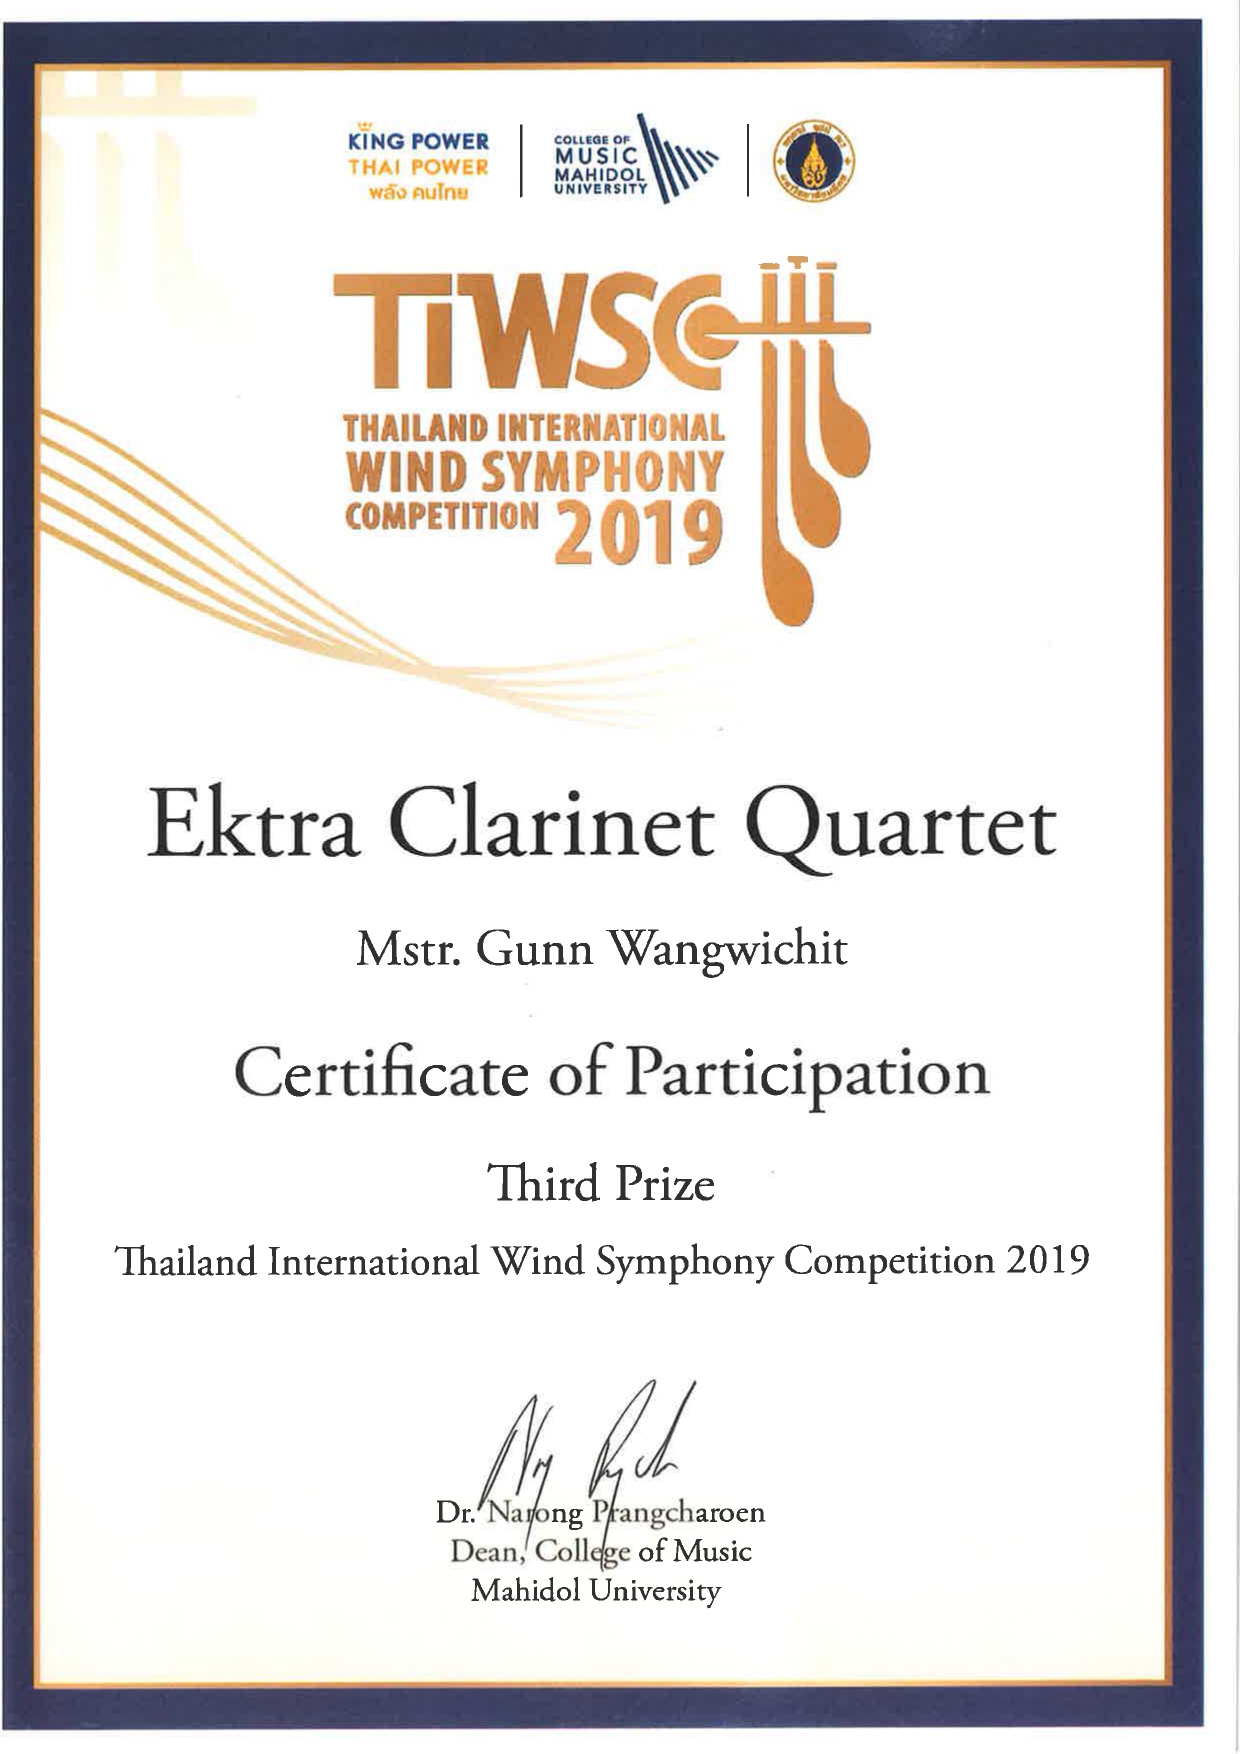 KING POWER
THAI POWER
พลัง คนไทย
COLLEGE OF
MUSIC
MAHIDOL
UNIVERSITY
TIWSC
THAILAND INTERNATIONAL
WIND SYMPHONY
COMPETITION 2019
Ektra Clarinet Quartet
Mstr. Gunn Wangwichit
Certificate of Participation
Third Prize
Thailand International Wind Symphony Competition 2019
Dr. Narong Prangcharoen
Dean, College of Music
Mahidol University